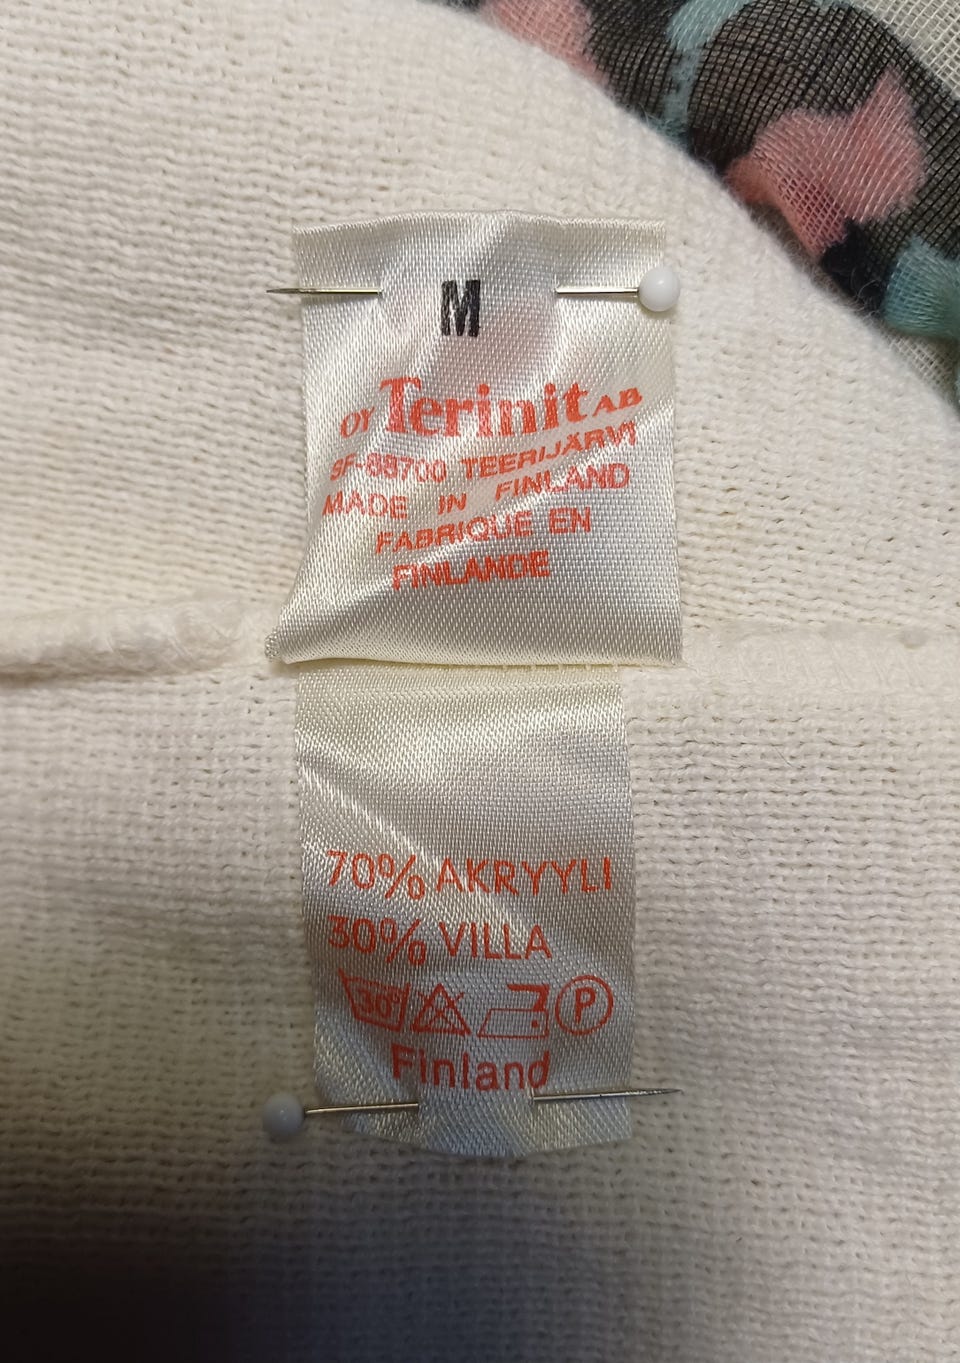 M
OY Terinit AB
SF-68700 TEERIJÄRVI
MADE IN FINLAND
FABRIQUE EN
FINLANDE
70% AKRYYLI
30% VILLA
30° P
Finland